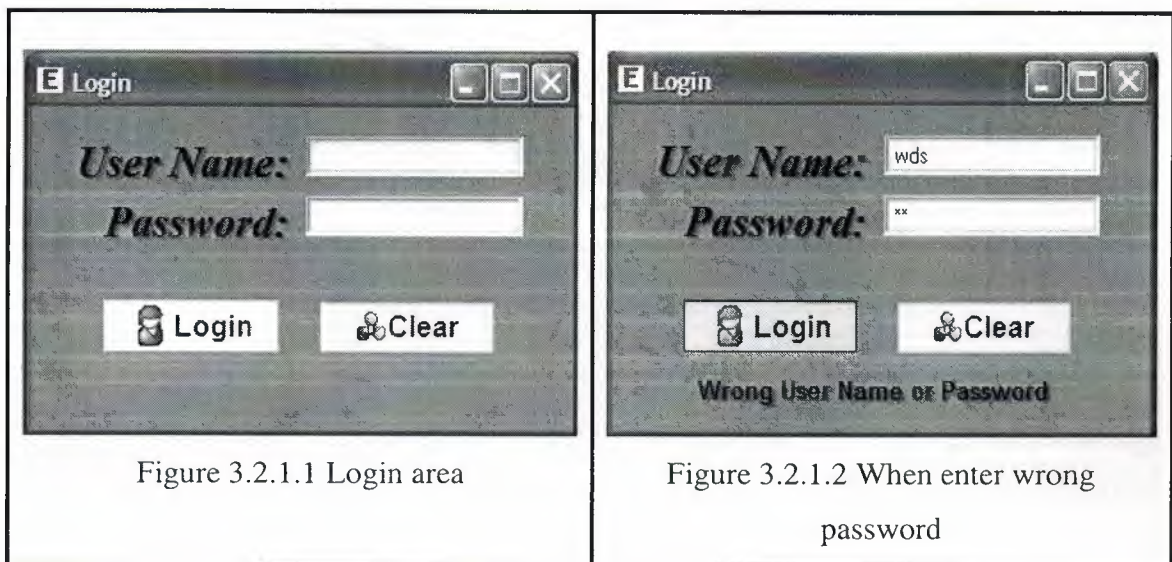 E Login
User Name:
Password:
Login
Clear
Figure 3.2.1.1 Login area
E Login
User Name: wds
Password: xx
Login
Clear
Wrong User Name or Password
Figure 3.2.1.2 When enter wrong
password